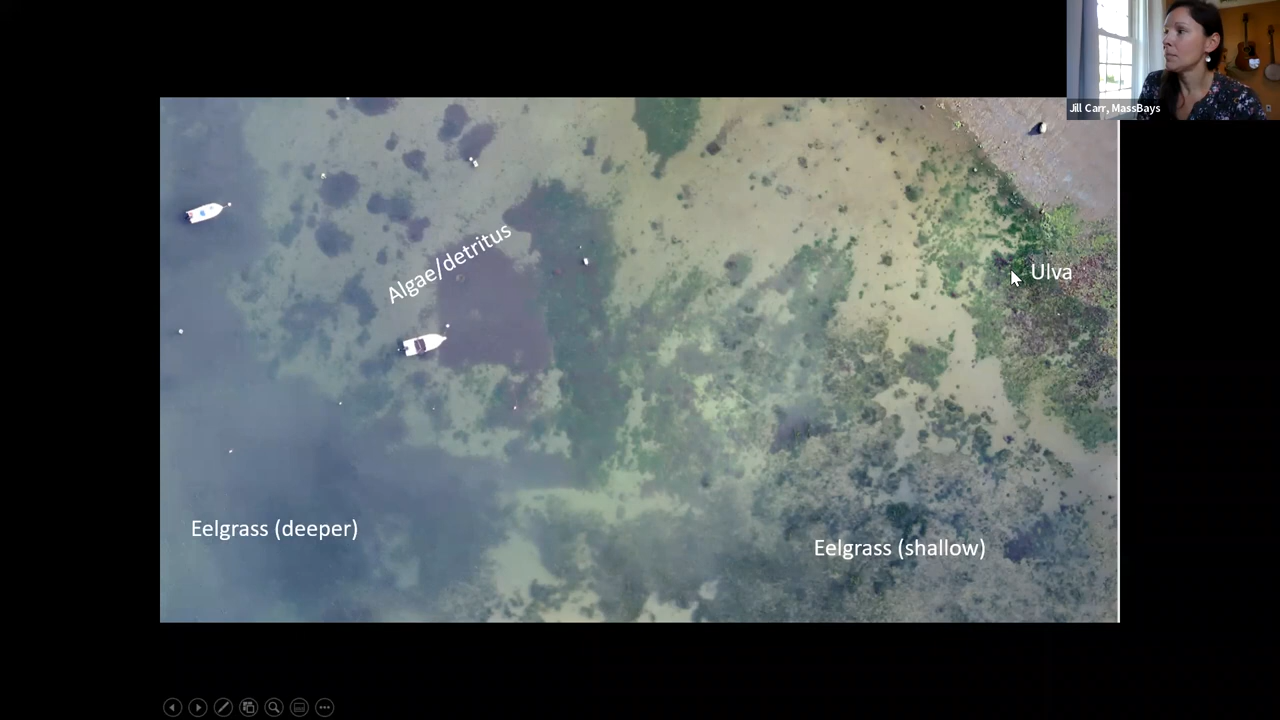 Jill Carr, MassBays
Algae/detritus
Ulva
Eelgrass (deeper)
Eelgrass (shallow)